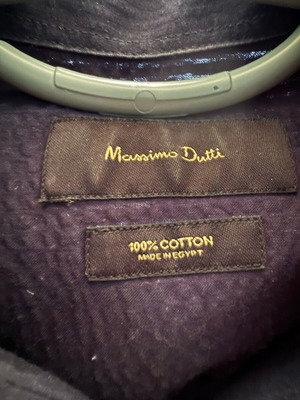 Massimo Dutti
100% COTTON
MADE IN EGYPT